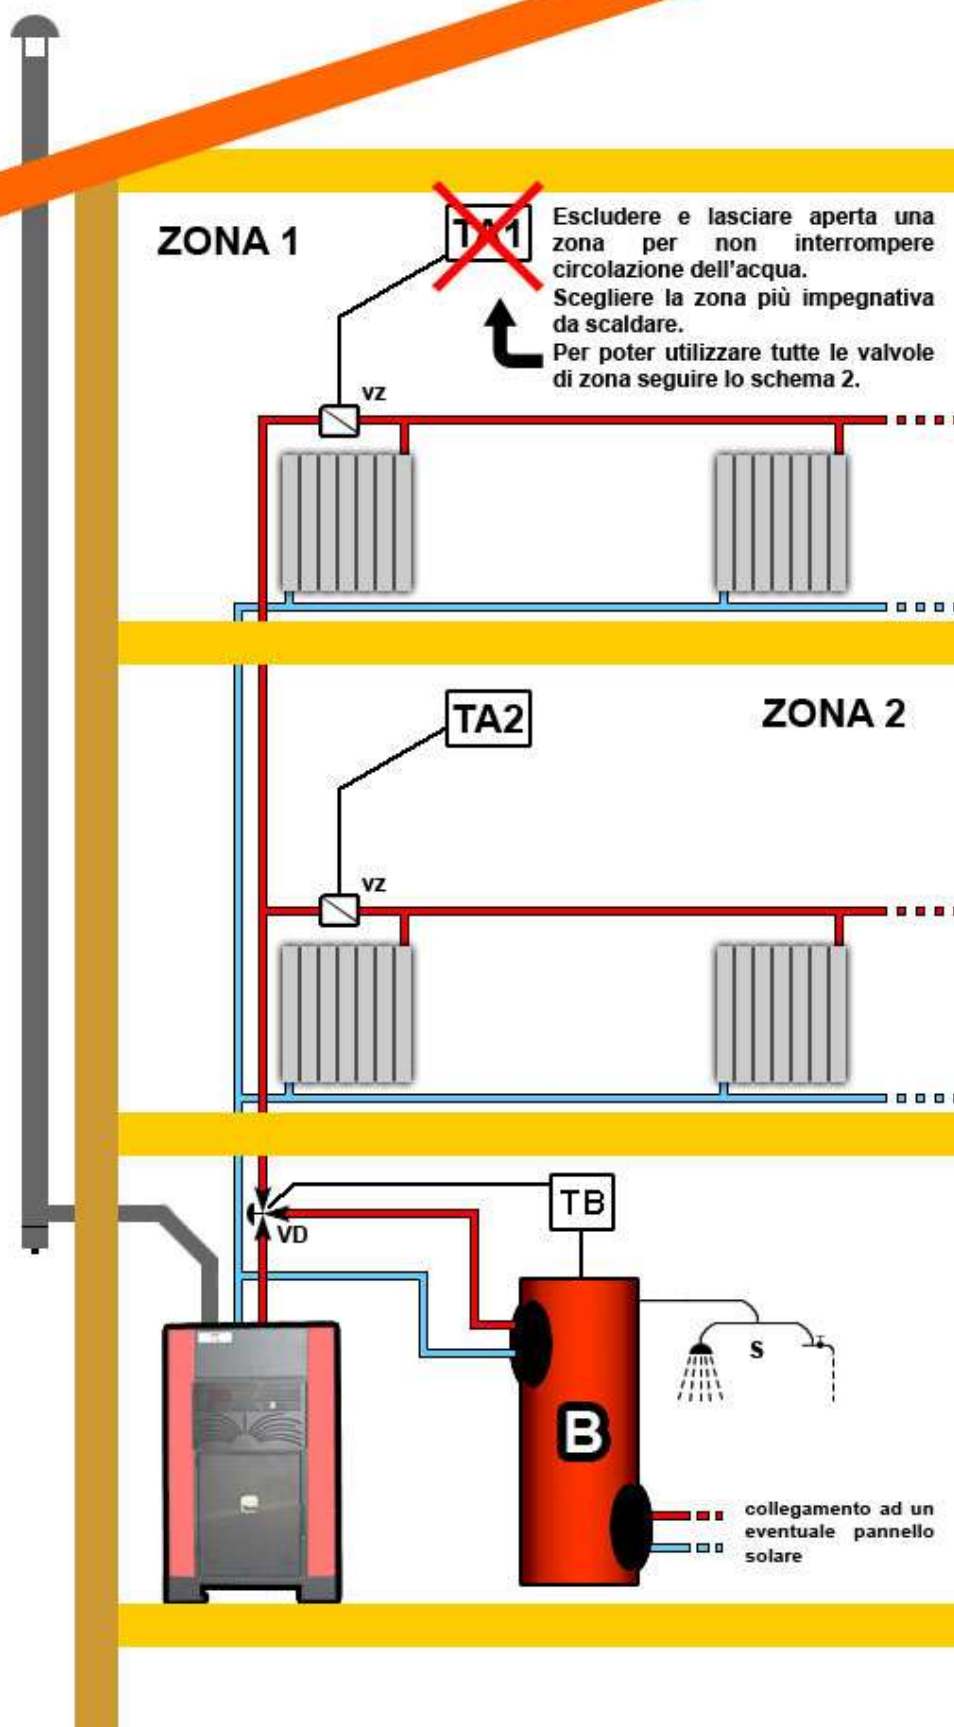 ZONA 1
TA1
Escludere e lasciare aperta una
zona per non interrompere
circolazione dell'acqua.
Scegliere la zona più impegnativa
da scaldare.
Per poter utilizzare tutte le valvole
di zona seguire lo schema 2.
VZ
TA2
ZONA 2
VZ
TB
VD
S
B
collegamento ad un
eventuale pannello
solare